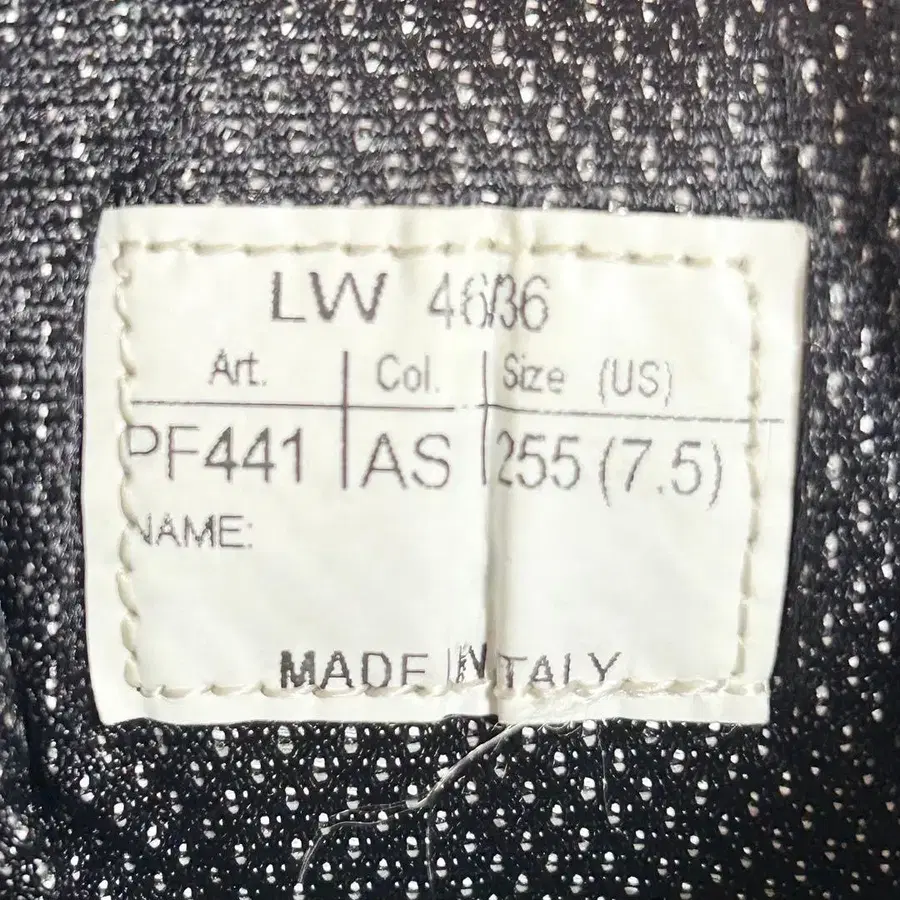 LW 46/36
Art. Col. Size (US)
PF441 AS 255 (7.5)
NAME:
MADE IN ITALY